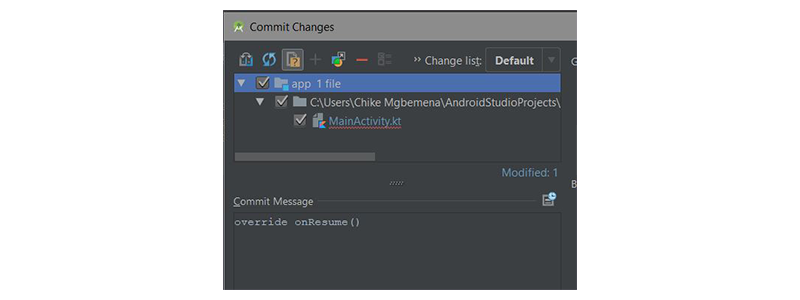 Commit Changes
Change list: Default
app 1 file
C:\Users\Chike Mgbemena\AndroidStudioProjects\
MainActivity.kt
Modified: 1
Commit Message
override onResume()